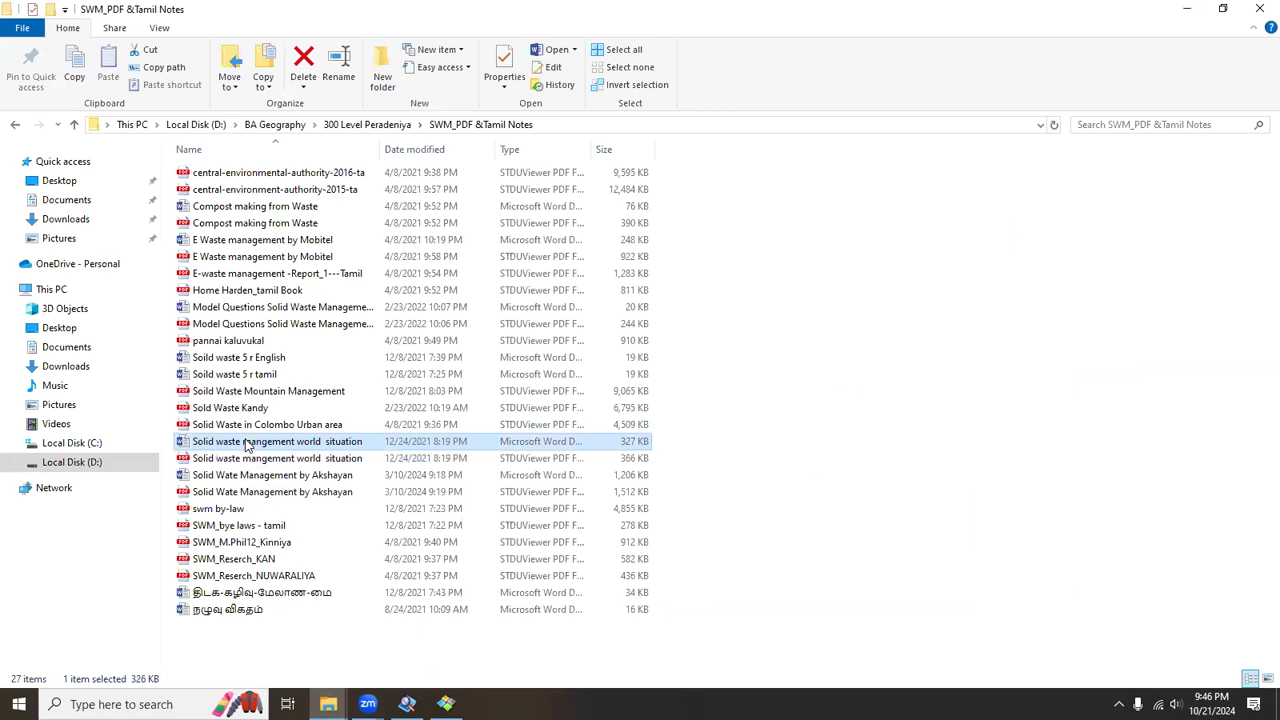 SWM_PDF &Tamil Notes
File Home Share View
Pin to Quick access
Copy
Paste
Cut
Copy path
Paste shortcut
Clipboard
Move to
Copy to
Delete
Rename
Organize
New folder
New item
Easy access
New
Properties
Open
Edit
History
Open
Select all
Select none
Invert selection
Select
This PC > Local Disk (D:) > BA Geography > 300 Level Peradeniya > SWM_PDF &Tamil Notes
Search SWM_PDF &Tamil Notes
Quick access
Desktop
Documents
Downloads
Pictures
OneDrive - Personal
This PC
3D Objects
Desktop
Documents
Downloads
Music
Pictures
Videos
Local Disk (C:)
Local Disk (D:)
Network
Name Date modified Type Size
central-environmental-authority-2016-ta 4/8/2021 9:38 PM STDUViewer PDF F... 9,595 KB
central-environment-authority-2015-ta 4/8/2021 9:57 PM STDUViewer PDF F... 12,484 KB
Compost making from Waste 4/8/2021 9:52 PM Microsoft Word D... 76 KB
Compost making from Waste 4/8/2021 9:52 PM STDUViewer PDF F... 390 KB
E Waste management by Mobitel 4/8/2021 10:19 PM Microsoft Word D... 248 KB
E Waste management by Mobitel 4/8/2021 9:58 PM STDUViewer PDF F... 922 KB
E-waste management -Report_1---Tamil 4/8/2021 9:54 PM STDUViewer PDF F... 1,283 KB
Home Harden_tamil Book 4/8/2021 9:52 PM STDUViewer PDF F... 811 KB
Model Questions Solid Waste Manageme... 2/23/2022 10:07 PM Microsoft Word D... 20 KB
Model Questions Solid Waste Manageme... 2/23/2022 10:06 PM STDUViewer PDF F... 244 KB
pannai kaluvukal 4/8/2021 9:49 PM STDUViewer PDF F... 910 KB
Soild waste 5 r English 12/8/2021 7:39 PM Microsoft Word D... 19 KB
Soild waste 5 r tamil 12/8/2021 7:25 PM Microsoft Word D... 19 KB
Soild Waste Mountain Management 12/8/2021 8:03 PM STDUViewer PDF F... 9,065 KB
Sold Waste Kandy 2/23/2022 10:19 AM STDUViewer PDF F... 6,795 KB
Solid Waste in Colombo Urban area 4/8/2021 9:36 PM STDUViewer PDF F... 4,509 KB
Solid waste mangement world situation 12/24/2021 8:19 PM Microsoft Word D... 327 KB
Solid waste mangement world situation 12/24/2021 8:19 PM STDUViewer PDF F... 366 KB
Solid Wate Management by Akshayan 3/10/2024 9:19 PM Microsoft Word D... 1,206 KB
Solid Wate Management by Akshayan 3/10/2024 9:18 PM STDUViewer PDF F... 1,512 KB
swm by-law 12/8/2021 7:23 PM STDUViewer PDF F... 4,855 KB
SWM_bye laws - tamil 12/8/2021 7:22 PM STDUViewer PDF F... 278 KB
SWM_M.Phil12_Kinniya 4/8/2021 9:40 PM STDUViewer PDF F... 912 KB
SWM_Reserch_KAN 4/8/2021 9:37 PM STDUViewer PDF F... 582 KB
SWM_Reserch_NUWARALIYA 4/8/2021 9:37 PM STDUViewer PDF F... 436 KB
திடக-கழிவு-மேலாண-மை 12/8/2021 7:43 PM Microsoft Word D... 34 KB
நழுவு விகதம் 8/24/2021 10:09 AM Microsoft Word D... 16 KB
27 items 1 item selected 326 KB
Type here to search
zm
9:46 PM
10/21/2024